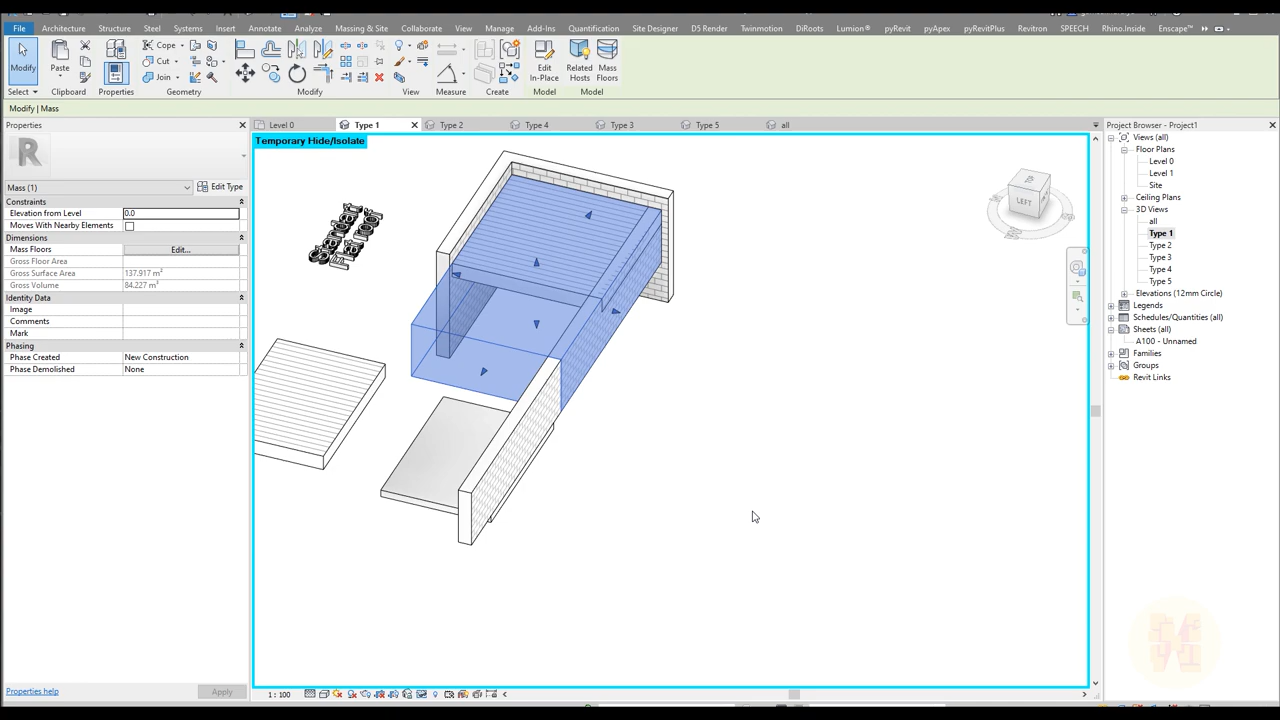 File Architecture Structure Steel Systems Insert Annotate Analyze Massing & Site Collaborate View Manage Add-Ins Quantification Site Designer D5 Render Twinmotion DiRoots Lumion® pyRevit pyApex pyRevitPlus Revitron SPEECH Rhino.Inside Enscape™
Modify Paste Cope Cut Join Edit In-Place Related Hosts Mass Floors
Select Clipboard Properties Geometry Modify View Measure Create Model Model
Modify | Mass
Properties Level 0 Type 1 Type 2 Type 4 Type 3 Type 5 all Project Browser - Project1
Temporary Hide/Isolate
Mass (1) Edit Type
Constraints
Elevation from Level 0.0
Moves With Nearby Elements
Dimensions
Mass Floors Edit...
Gross Floor Area
Gross Surface Area 137.917 m²
Gross Volume 84.227 m³
Identity Data
Image
Comments
Mark
Phasing
Phase Created New Construction
Phase Demolished None
LEFT
Views (all)
Floor Plans
Level 0
Level 1
Site
Ceiling Plans
3D Views
all
Type 1
Type 2
Type 3
Type 4
Type 5
Elevations (12mm Circle)
Legends
Schedules/Quantities (all)
Sheets (all)
A100 - Unnamed
Families
Groups
Revit Links
Properties help Apply 1 : 100